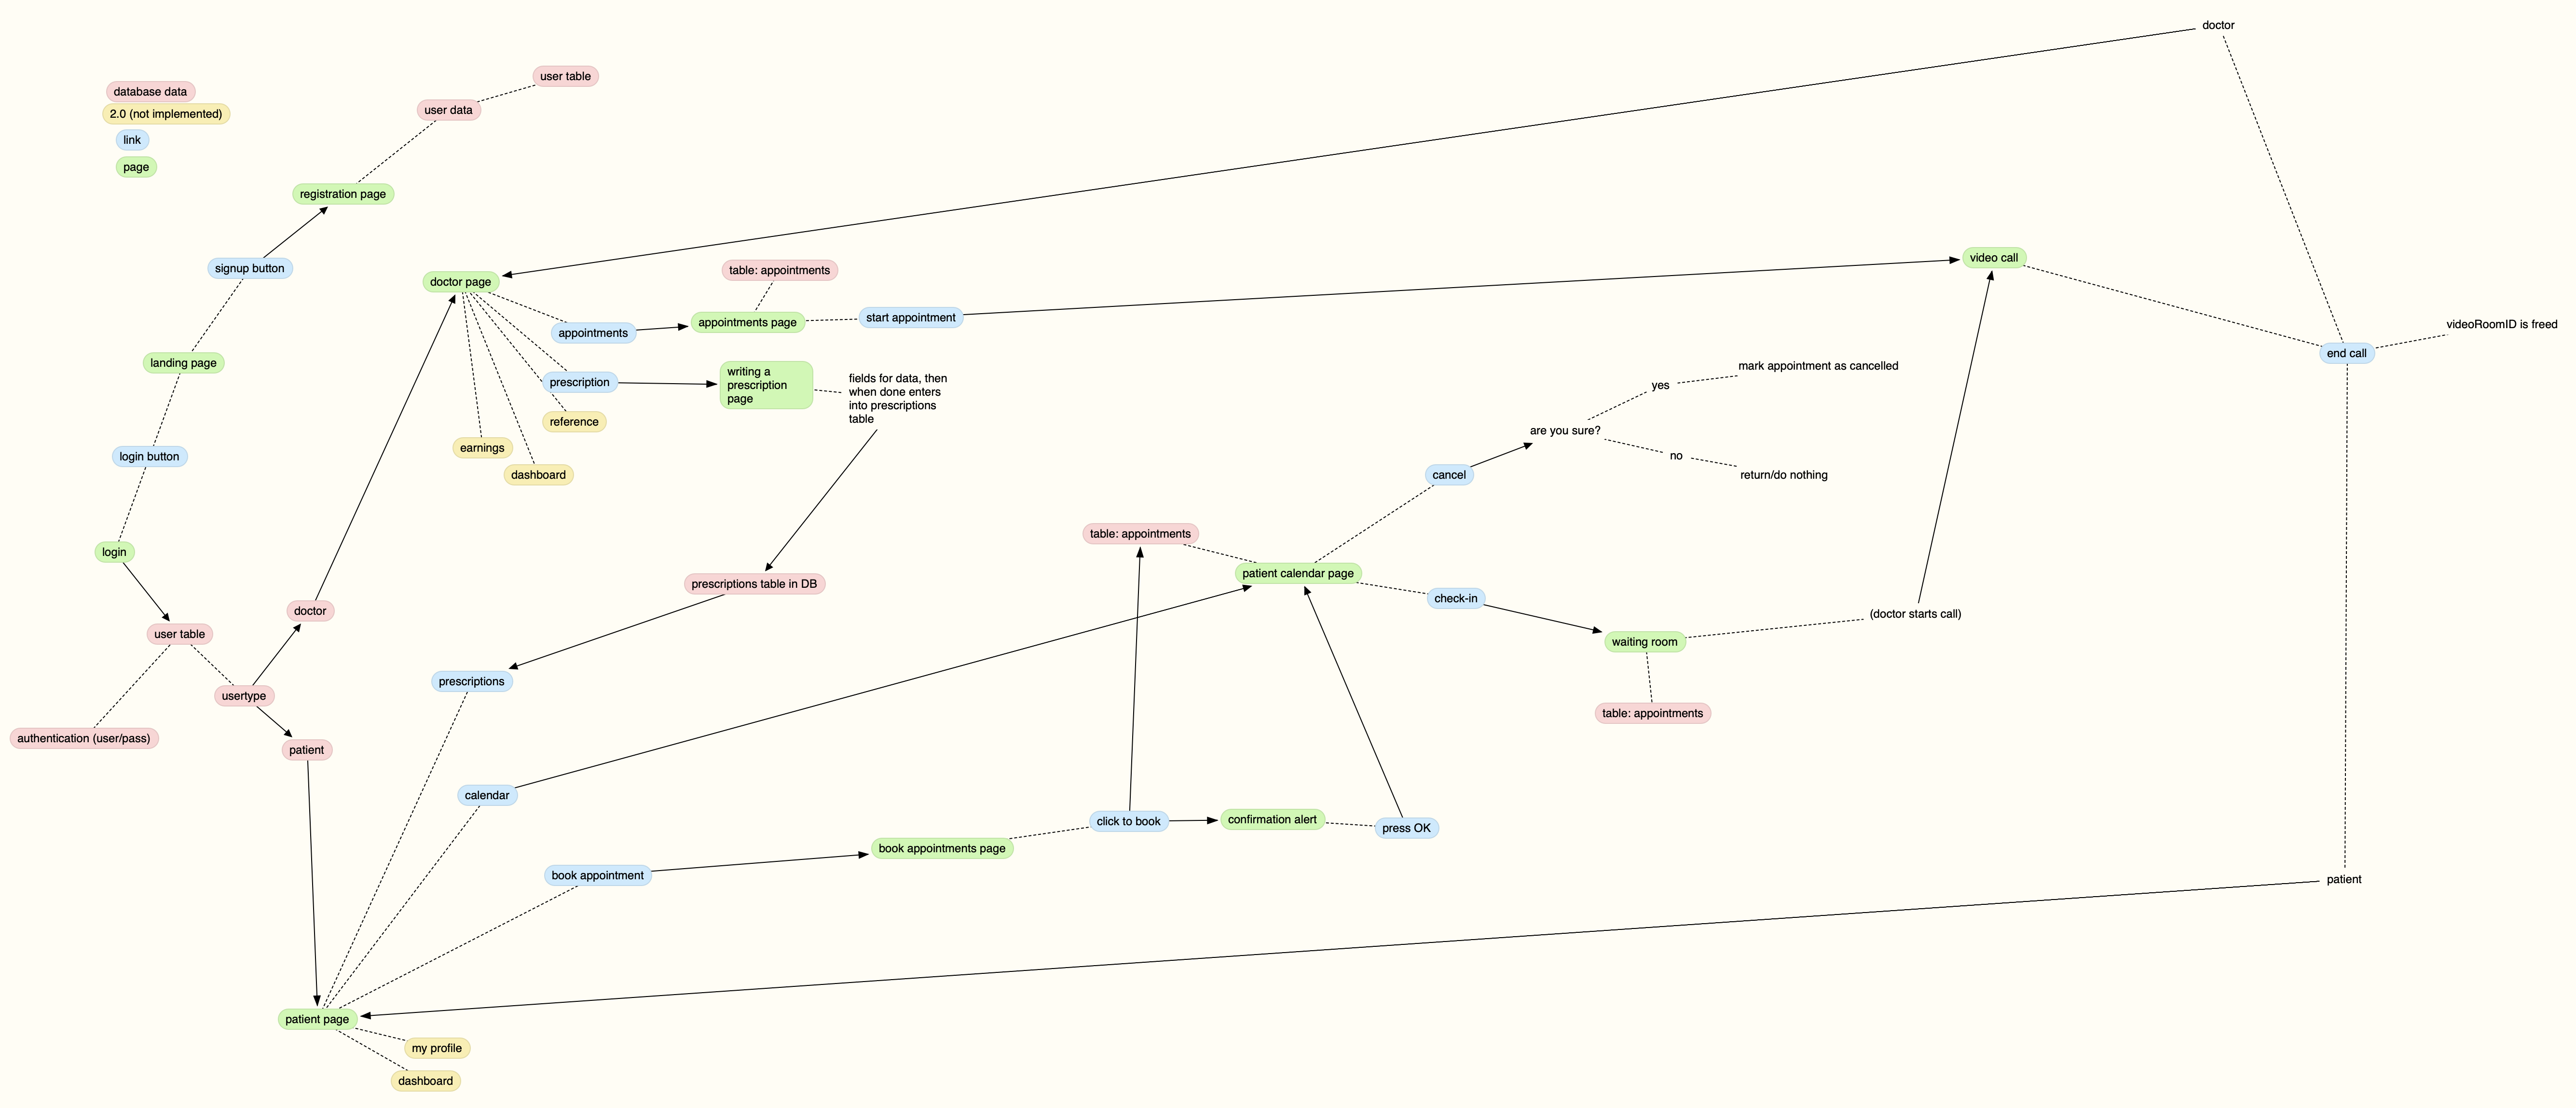 doctor
user table
database data
user data
2.0 (not implemented)
link
page
registration page
video call
signup button
table: appointments
doctor page
start appointment
appointments page
videoRoomID is freed
appointments
end call
landing page
mark appointment as cancelled
writing a
prescription
page
prescription
yes
fields for data, then
when done enters
into prescriptions
table
reference
are you sure?
earnings
login button
no
dashboard
cancel
return/do nothing
table: appointments
login
patient calendar page
prescriptions table in DB
check-in
doctor
(doctor starts call)
user table
waiting room
prescriptions
usertype
table: appointments
authentication (user/pass)
patient
calendar
click to book
confirmation alert
press OK
book appointments page
book appointment
patient
patient page
my profile
dashboard